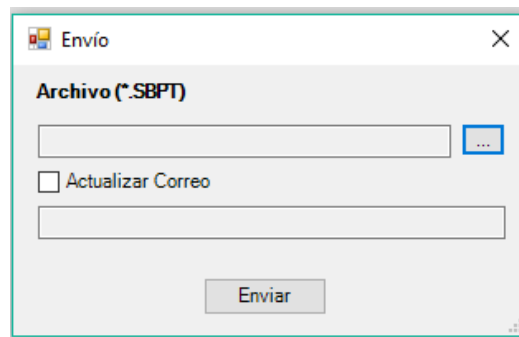 Envío
Archivo (*.SBPT)
...
Actualizar Correo
Enviar